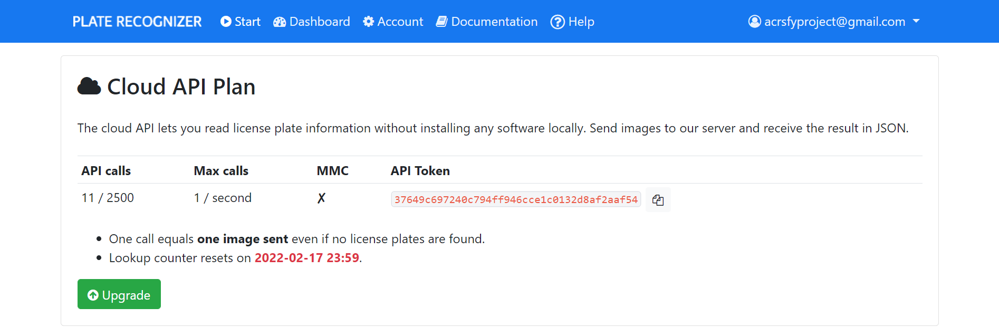 PLATE RECOGNIZER Start Dashboard Account Documentation Help acrsfyproject@gmail.com
Cloud API Plan
The cloud API lets you read license plate information without installing any software locally. Send images to our server and receive the result in JSON.
API calls Max calls MMC API Token
11 / 2500 1 / second ✗ 37649c697240c794ff946cce1c0132d8af2aaf54
• One call equals one image sent even if no license plates are found.
• Lookup counter resets on 2022-02-17 23:59.
Upgrade